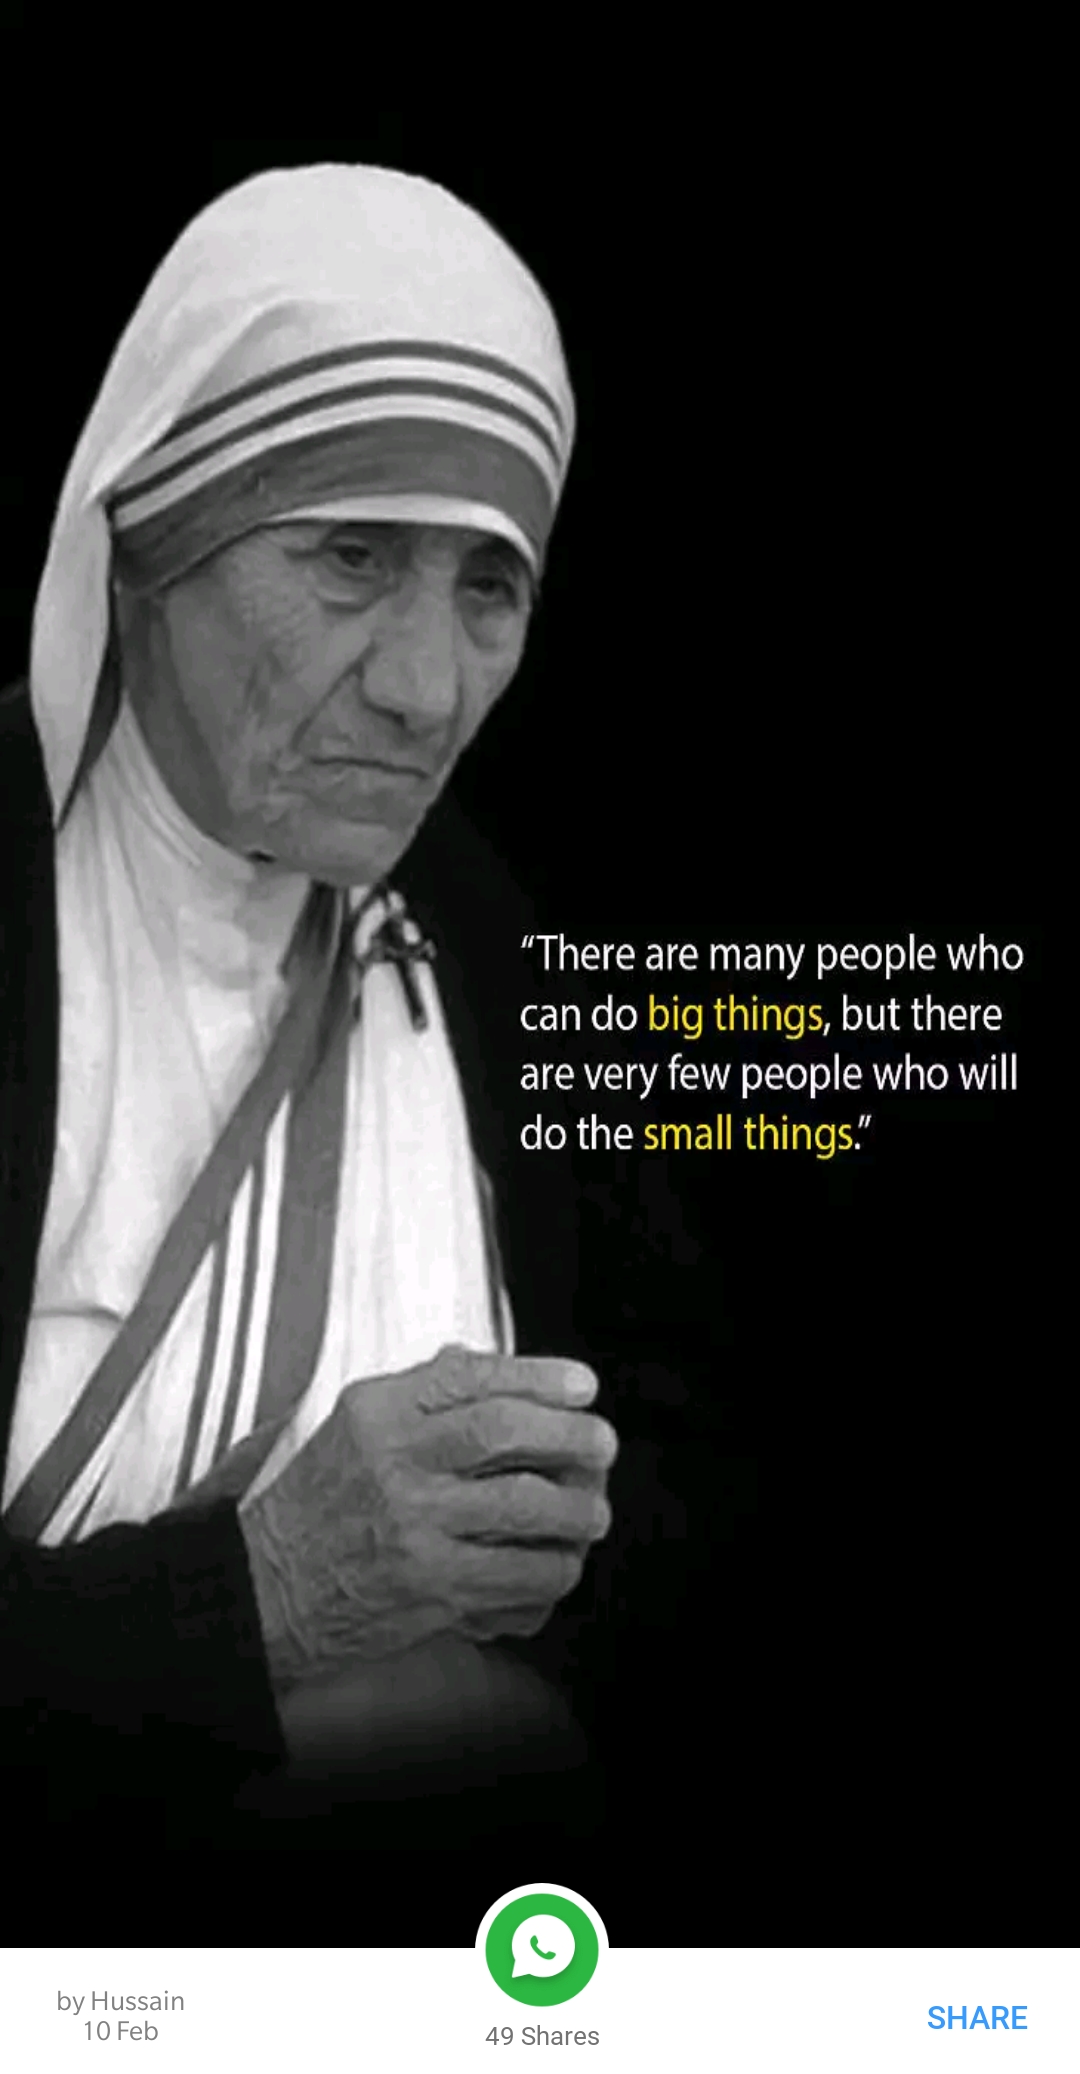 “There are many people who
can do big things, but there
are very few people who will
do the small things.”
by Hussain
10 Feb
49 Shares
SHARE